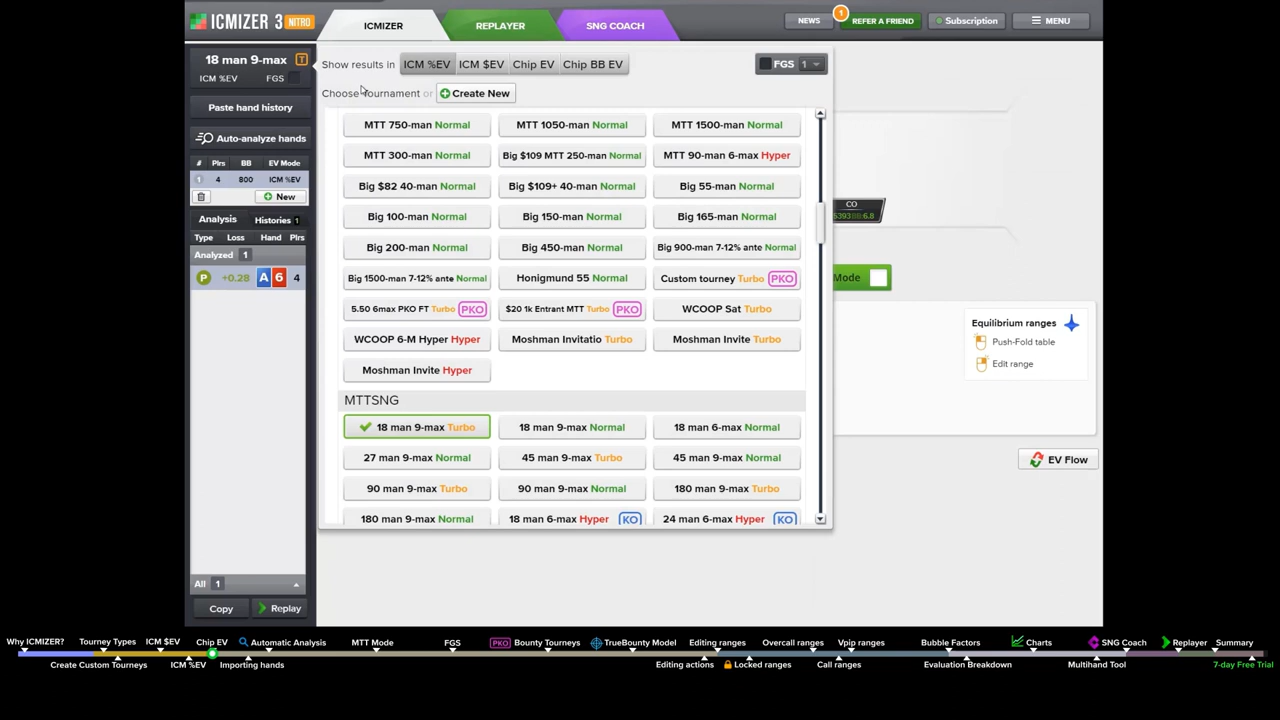 ICMIZER 3 NITRO
ICMIZER
REPLAYER
SNG COACH
NEWS
1
REFER A FRIEND
Subscription
MENU
18 man 9-max T
ICM %EV FGS
Paste hand history
Auto-analyze hands
# Plrs BB EV Mode
1 4 800 ICM %EV
New
Analysis Histories 1
Type Loss Hand Plrs
Analyzed 1
P +0.28 A 6 4
All 1
Copy Replay
Show results in ICM %EV ICM $EV Chip EV Chip BB EV FGS 1
Choose Tournament or Create New
MTT 750-man Normal MTT 1050-man Normal MTT 1500-man Normal
MTT 300-man Normal Big $109 MTT 250-man Normal MTT 90-man 6-max Hyper
Big $82 40-man Normal Big $109+ 40-man Normal Big 55-man Normal
Big 100-man Normal Big 150-man Normal Big 165-man Normal
Big 200-man Normal Big 450-man Normal Big 900-man 7-12% ante Normal
Big 1500-man 7-12% ante Normal Honigmund 55 Normal Custom tourney Turbo PKO
5.50 6max PKO FT Turbo PKO $20 1k Entrant MTT Turbo PKO WCOOP Sat Turbo
WCOOP 6-M Hyper Hyper Moshman Invitatio Turbo Moshman Invite Turbo
Moshman Invite Hyper
MTTSNG
18 man 9-max Turbo 18 man 9-max Normal 18 man 6-max Normal
27 man 9-max Normal 45 man 9-max Turbo 45 man 9-max Normal
90 man 9-max Turbo 90 man 9-max Normal 180 man 9-max Turbo
180 man 9-max Normal 18 man 6-max Hyper KO 24 man 6-max Hyper KO
CO
5393 BB 6.8
Mode
Equilibrium ranges
Push-Fold table
Edit range
EV Flow
Why ICMIZER? Tourney Types ICM $EV Chip EV Automatic Analysis MTT Mode FGS PKO Bounty Tourneys TrueBounty Model Editing ranges Overcall ranges Vpip ranges Bubble Factors Charts SNG Coach Replayer Summary
Create Custom Tourneys ICM %EV Importing hands Editing actions Locked ranges Call ranges Evaluation Breakdown Multihand Tool 7-day Free Trial